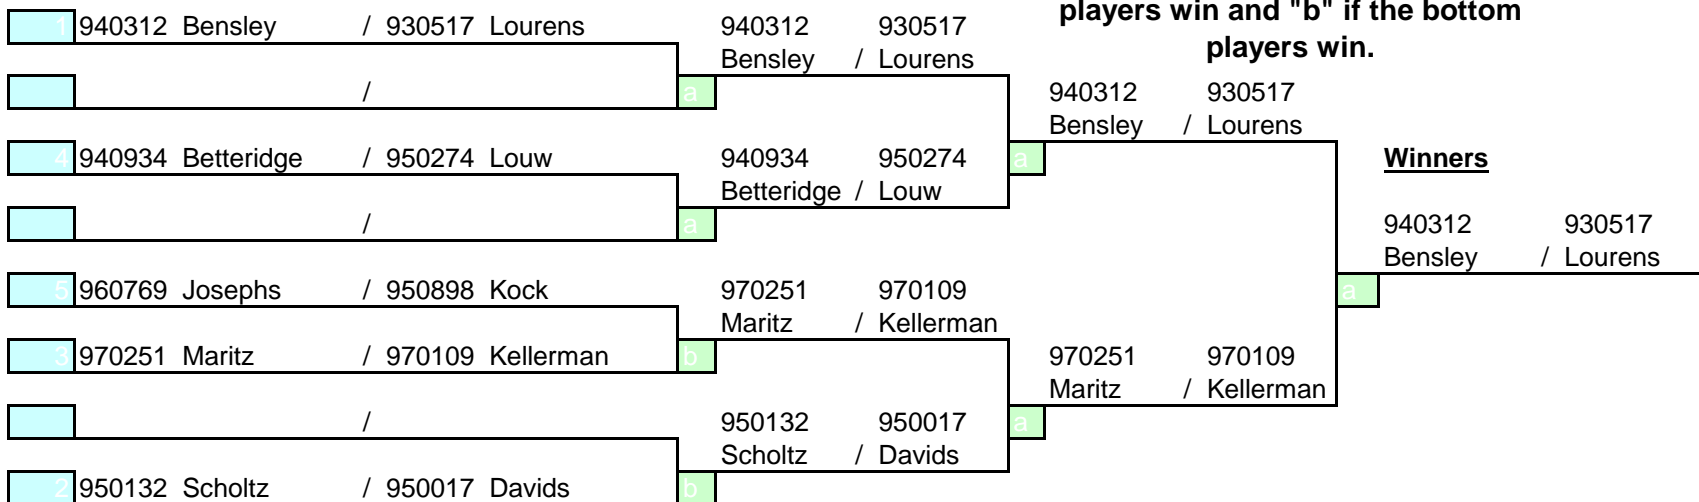 players win and "b" if the bottom
players win.
1 940312 Bensley / 930517 Lourens
940312 930517
Bensley / Lourens
/
a
940312 930517
Bensley / Lourens
4 940934 Betteridge / 950274 Louw
940934 950274
Betteridge / Louw
a
Winners
/
a
940312 930517
Bensley / Lourens
5 960769 Josephs / 950898 Kock
970251 970109
Maritz / Kellerman
a
3 970251 Maritz / 970109 Kellerman
b
970251 970109
Maritz / Kellerman
/
950132 950017
Scholtz / Davids
a
2 950132 Scholtz / 950017 Davids
b